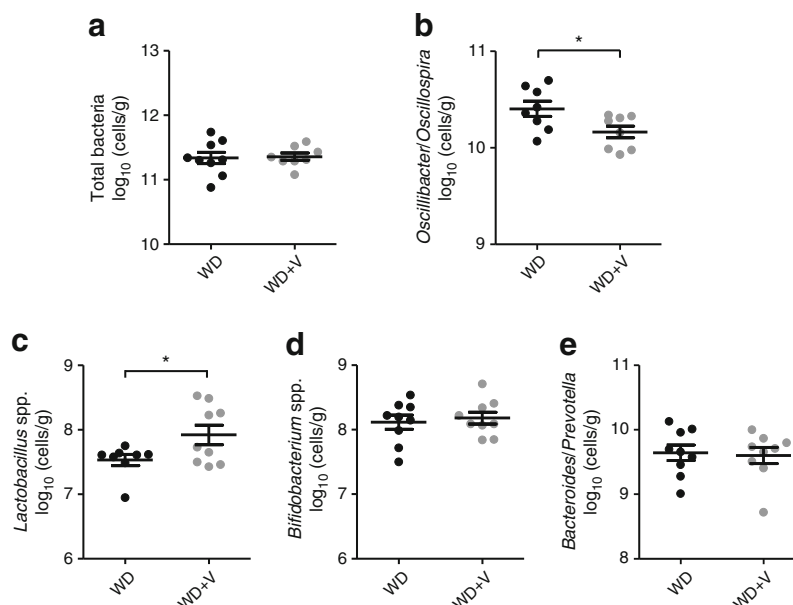 a
Total bacteria
log10 (cells/g)
13
12
11
10
WD
WD+V
b
Oscillibacter/Oscillospira
log10 (cells/g)
11
10
9
*
WD
WD+V
c
Lactobacillus spp.
log10 (cells/g)
9
8
7
6
*
WD
WD+V
d
Bifidobacterium spp.
log10 (cells/g)
9
8
7
6
WD
WD+V
e
Bacteroides/Prevotella
log10 (cells/g)
11
10
9
8
WD
WD+V